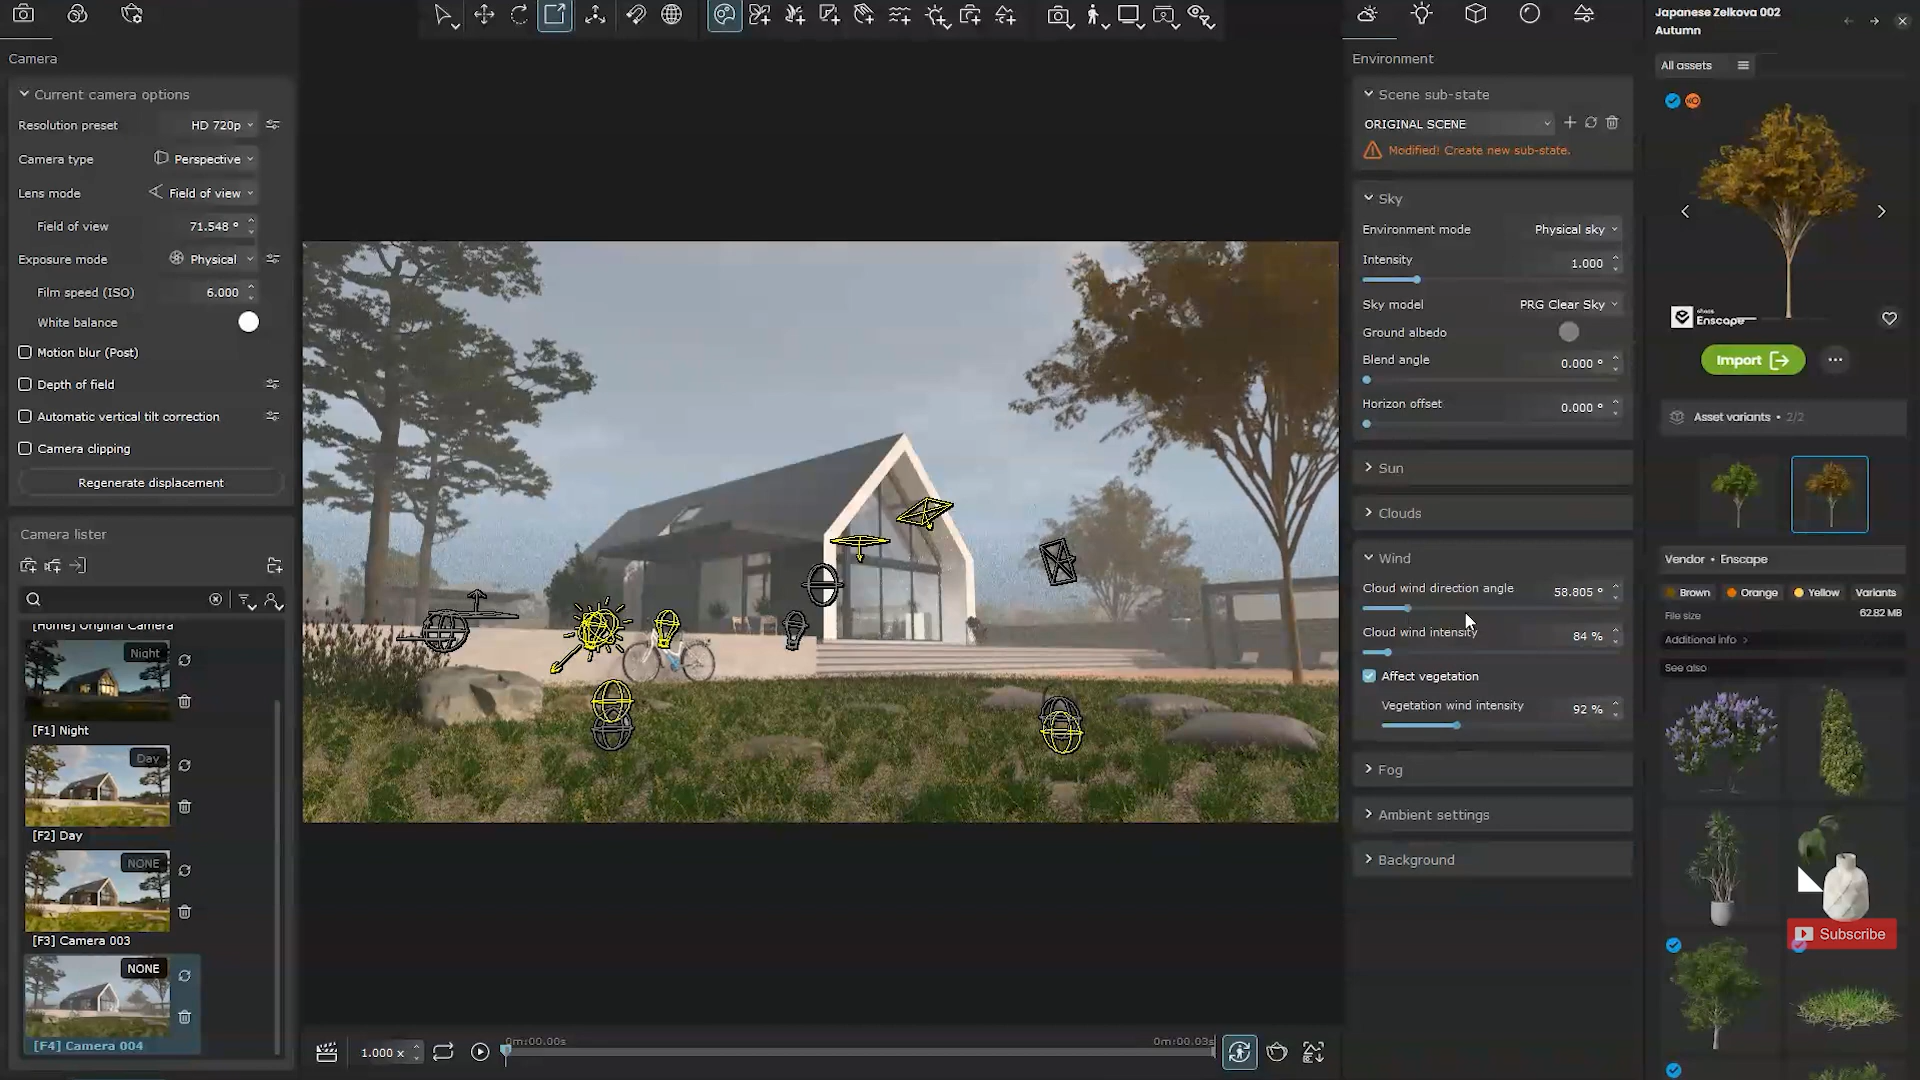 Camera
Current camera options
Resolution preset HD 720p
Camera type Perspective
Lens mode Field of view
Field of view 71.548 °
Exposure mode Physical
Film speed (ISO) 6.000
White balance
Motion blur (Post)
Depth of field
Automatic vertical tilt correction
Camera clipping
Regenerate displacement
Camera lister
[Home] Original Camera
Night
[F1] Night
Day
[F2] Day
NONE
[F3] Camera 003
NONE
[F4] Camera 004
1.000 x
0m:00.00s
0m:00.03s
Environment
Scene sub-state
ORIGINAL SCENE
Modified! Create new sub-state.
Sky
Environment mode Physical sky
Intensity 1.000
Sky model PRG Clear Sky
Ground albedo
Blend angle 0.000 °
Horizon offset 0.000 °
Sun
Clouds
Wind
Cloud wind direction angle 58.805 °
Cloud wind intensity 84 %
Affect vegetation
Vegetation wind intensity 92 %
Fog
Ambient settings
Background
Japanese Zelkova 002
Autumn
All assets
Enscape
Import
Asset variants • 2/2
Vendor • Enscape
Brown Orange Yellow Variants
File size 62.82 MB
Additional info >
See also
Subscribe